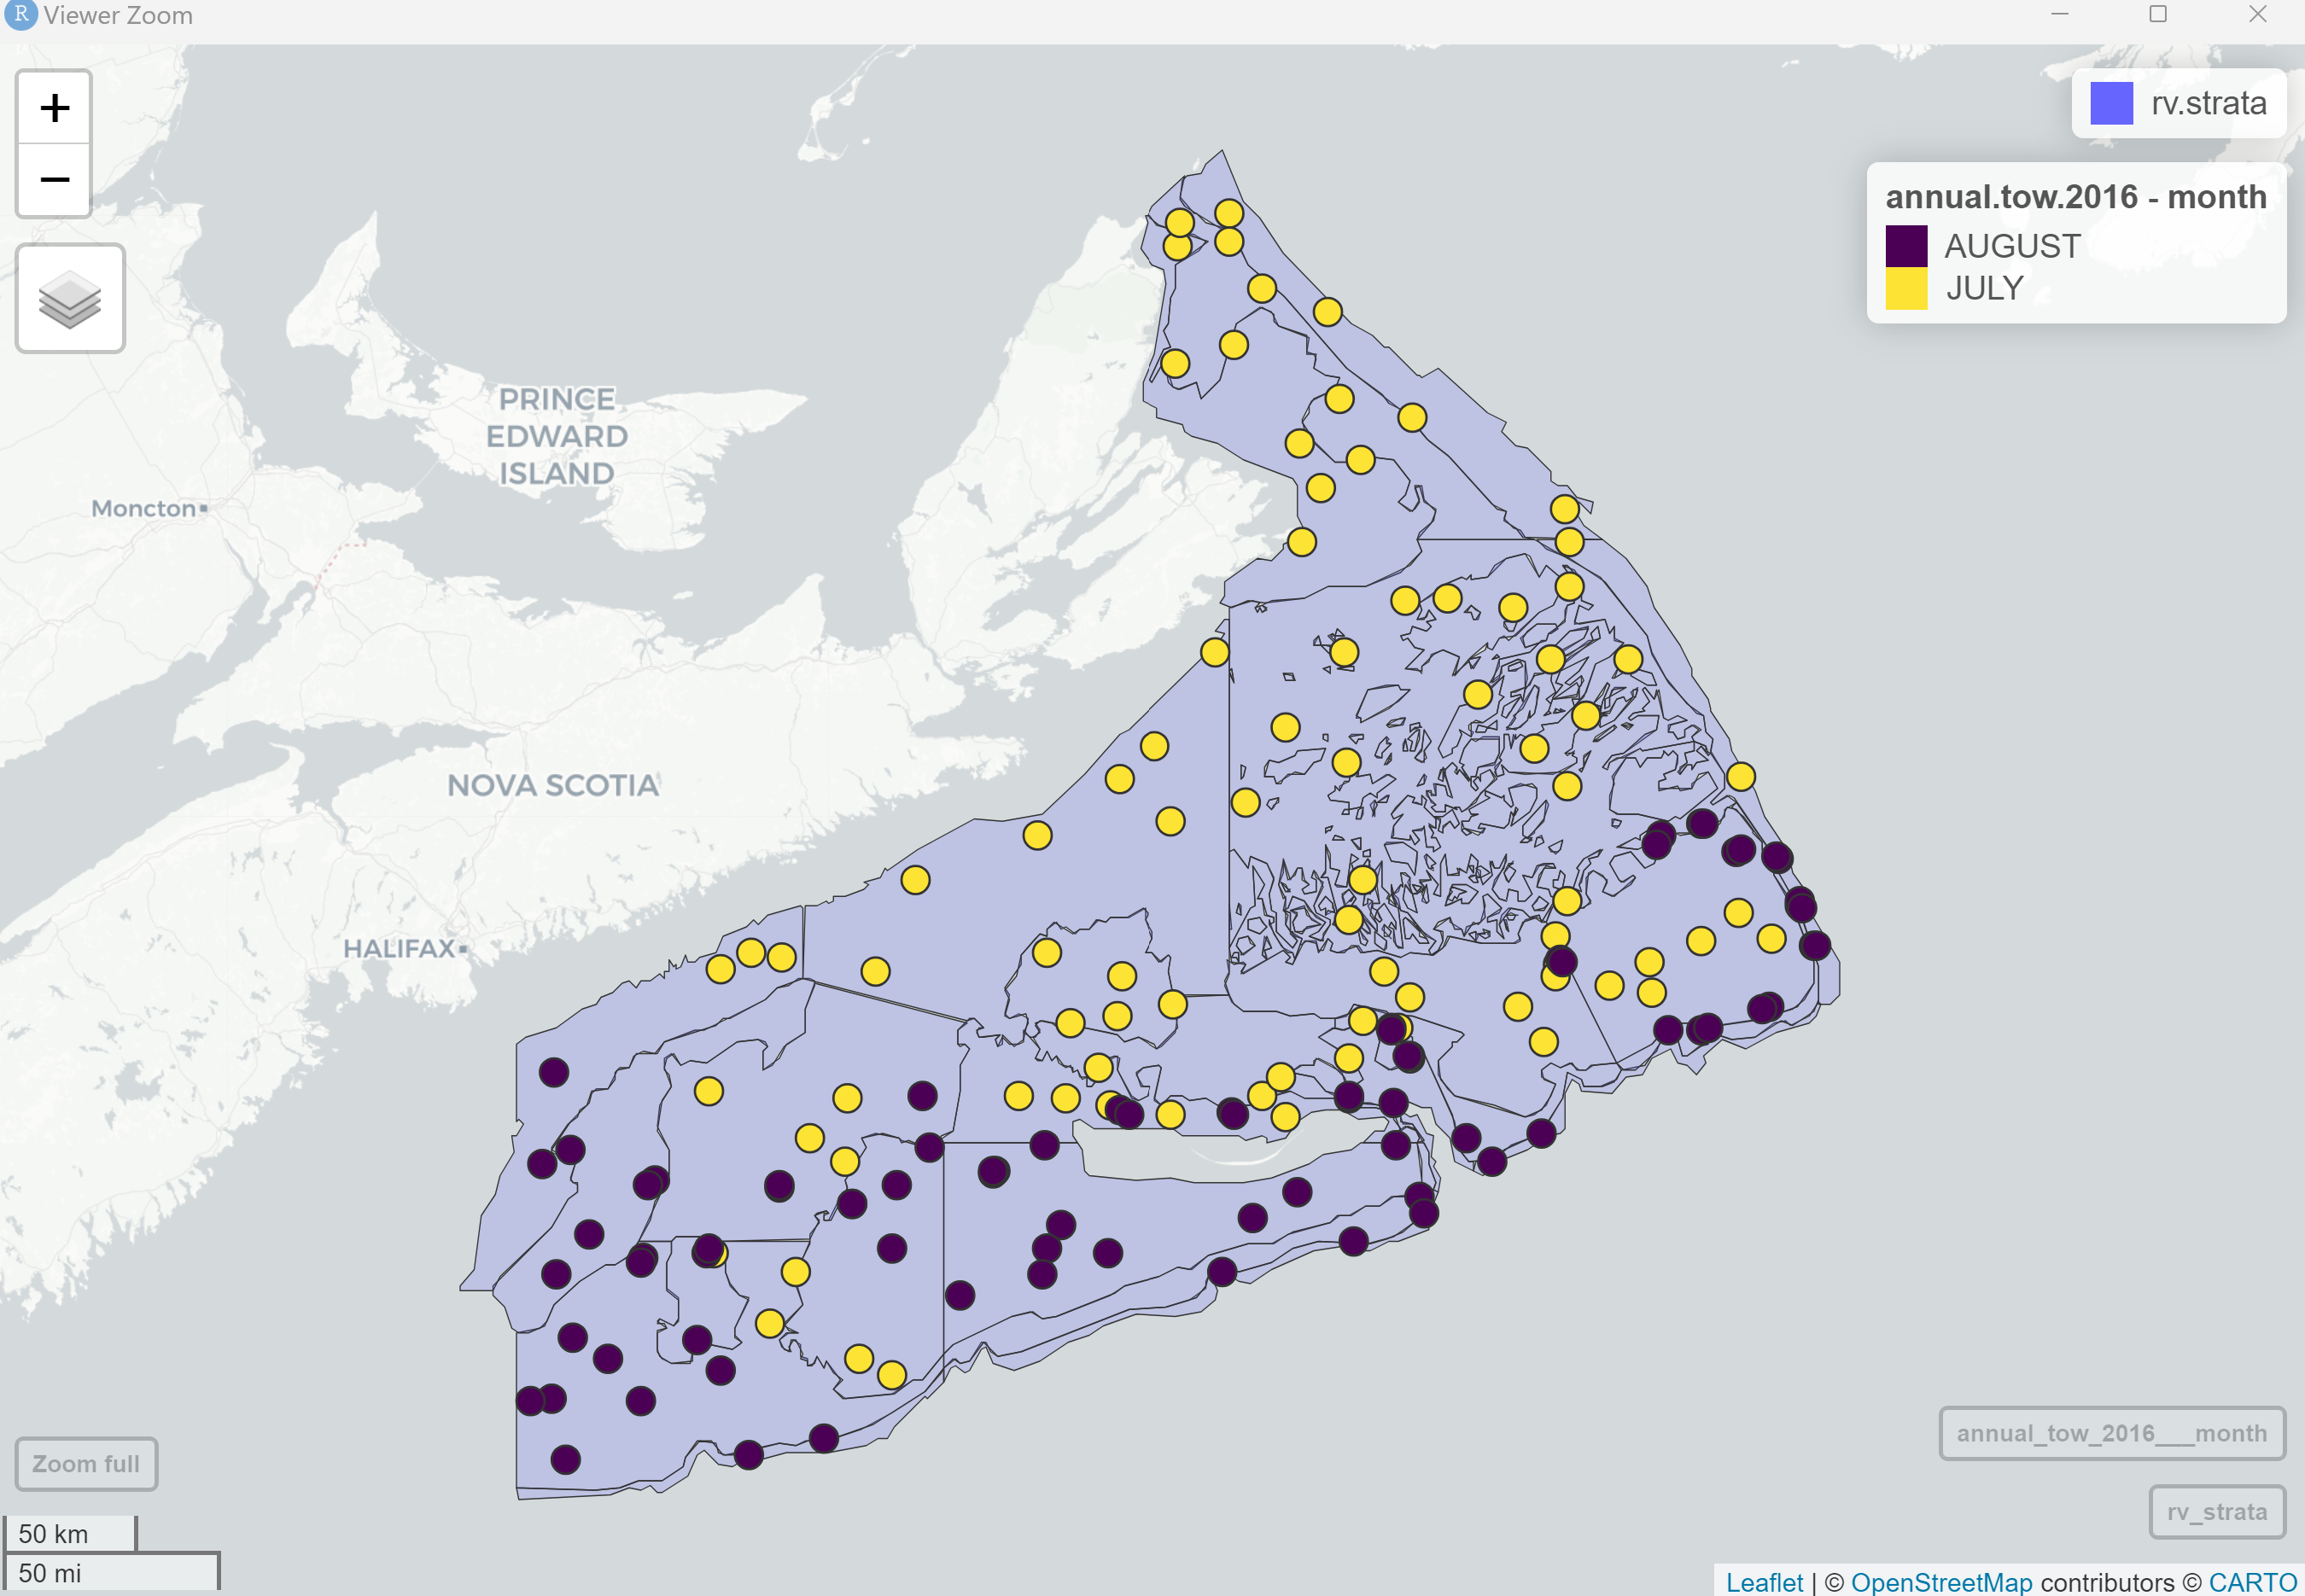 R Viewer Zoom
+
−
rv.strata
annual.tow.2016 - month
AUGUST
JULY
PRINCE
EDWARD
ISLAND
Moncton
NOVA SCOTIA
HALIFAX
annual_tow_2016___month
Zoom full
rv_strata
50 km
50 mi
Leaflet | © OpenStreetMap contributors © CARTO